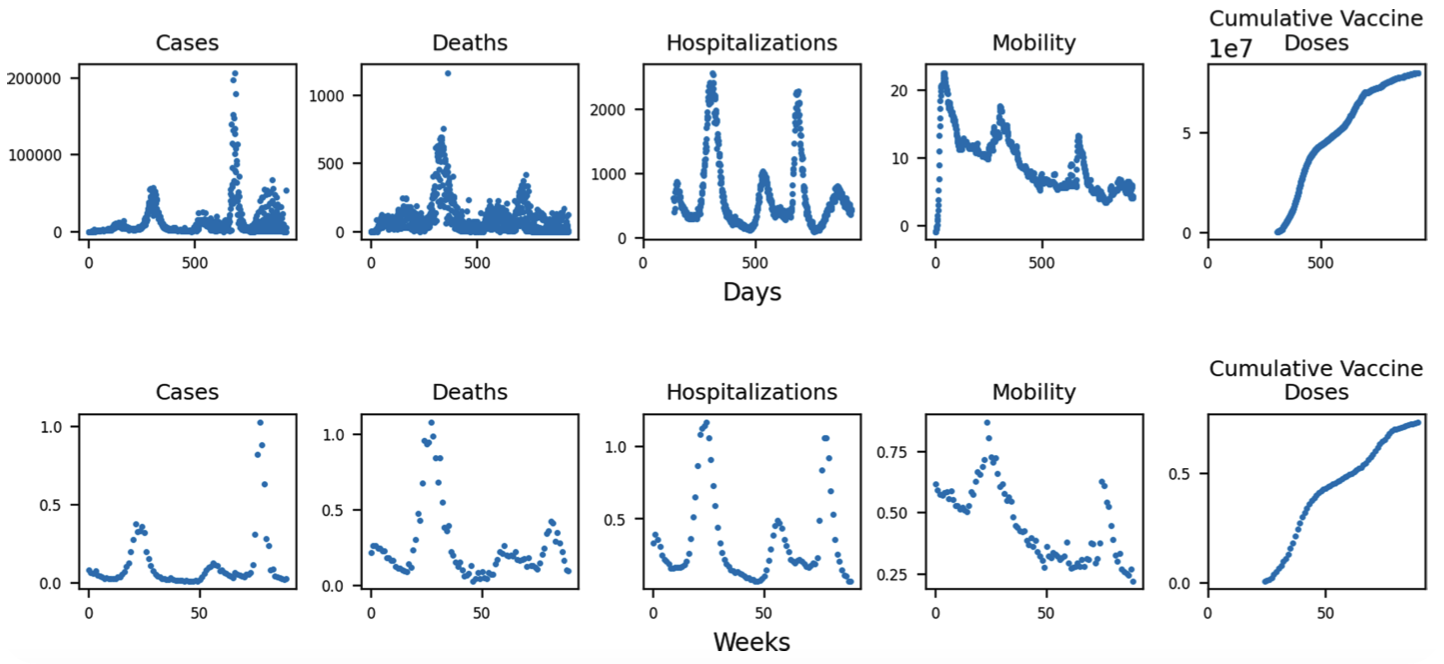 Cases
Deaths
Hospitalizations
Mobility
Cumulative Vaccine
1e7 Doses
200000
100000
0
0 500
1000
500
0
0 500
2000
1000
0
0 500
20
10
0
0 500
5
0
0 500
Days
Cases
Deaths
Hospitalizations
Mobility
Cumulative Vaccine
Doses
1.0
0.5
0.0
0 50
1.0
0.5
0.0
0 50
1.0
0.5
0 50
0.75
0.50
0.25
0 50
0.5
0.0
0 50
Weeks